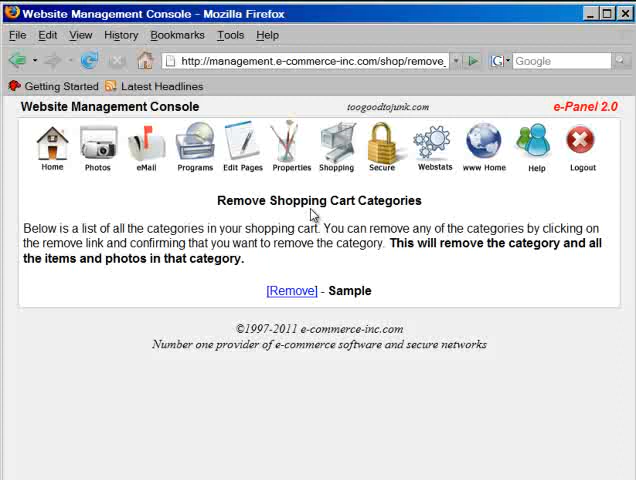 Website Management Console - Mozilla Firefox
File Edit View History Bookmarks Tools Help
http://management.e-commerce-inc.com/shop/remove_ Google
Getting Started Latest Headlines
Website Management Console toogoodtojunk.com e-Panel 2.0
Home Photos eMail Programs Edit Pages Properties Shopping Secure Webstats www Home Help Logout
Remove Shopping Cart Categories
Below is a list of all the categories in your shopping cart. You can remove any of the categories by clicking on
the remove link and confirming that you want to remove the category. This will remove the category and all
the items and photos in that category.
[Remove] - Sample
©1997-2011 e-commerce-inc.com
Number one provider of e-commerce software and secure networks